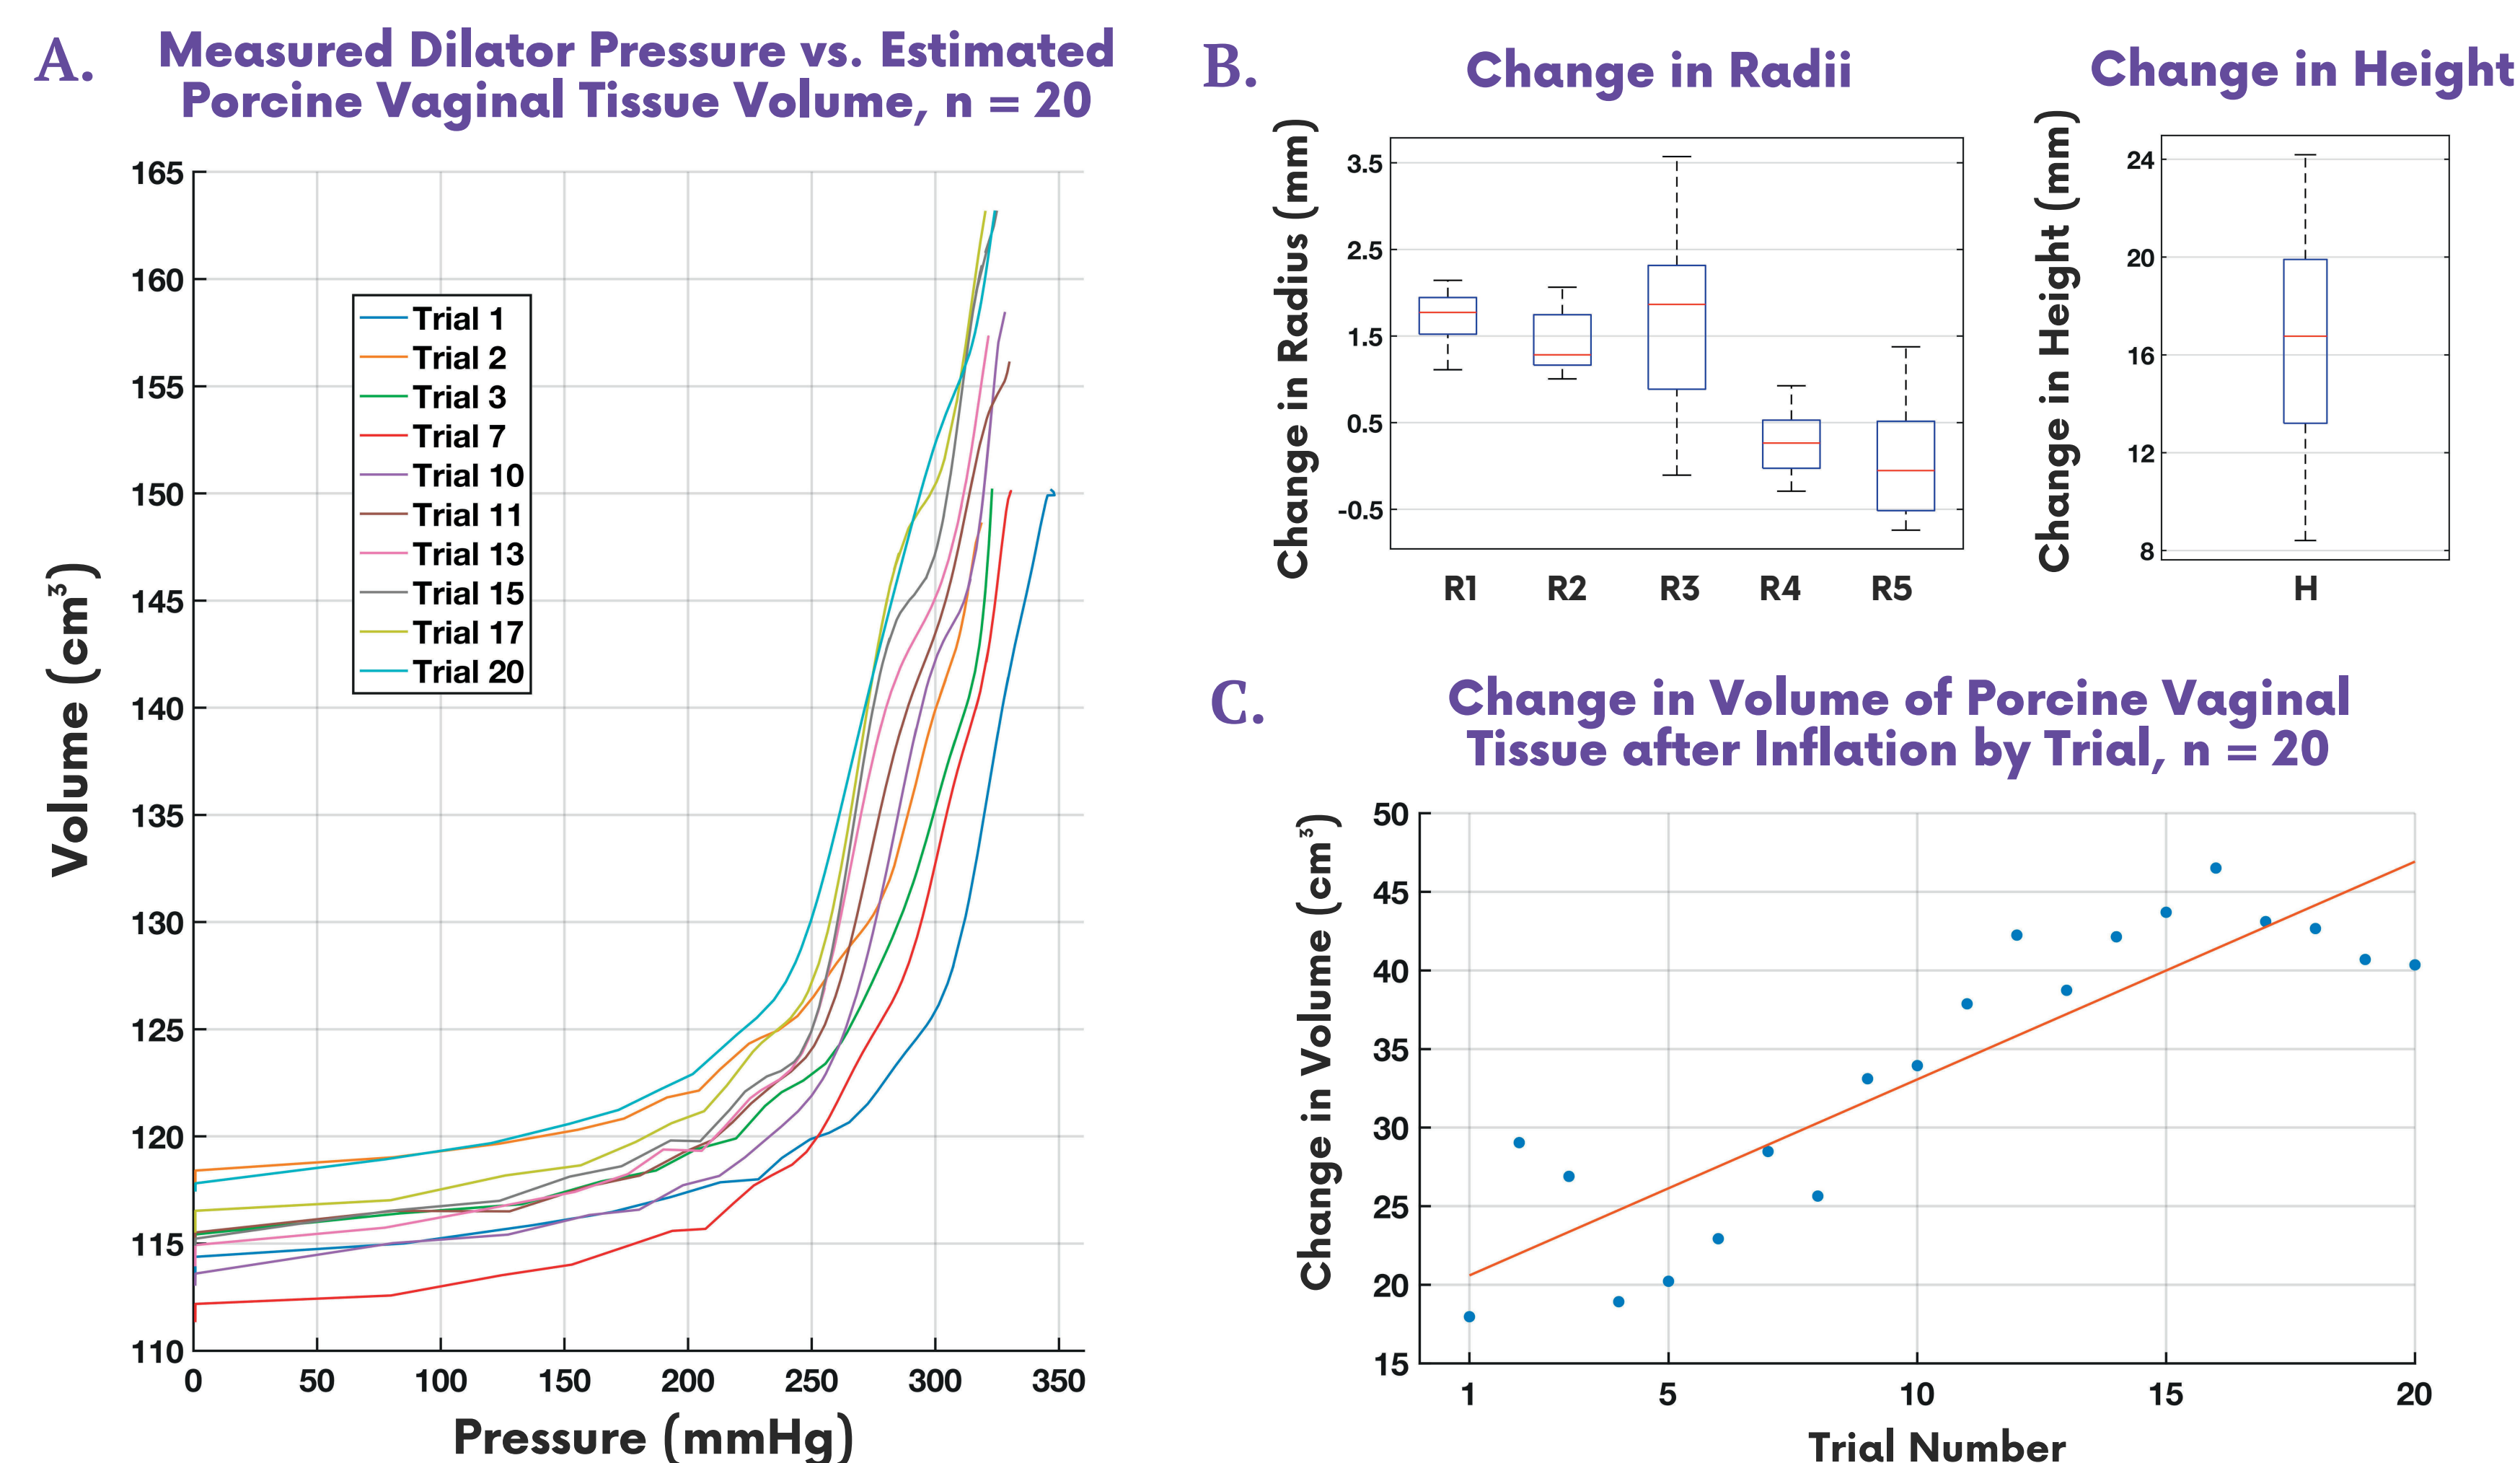 A.
Measured Dilator Pressure vs. Estimated
Porcine Vaginal Tissue Volume, n = 20
Volume (cm³)
165
160
155
150
145
140
135
130
125
120
115
110
Trial 1
Trial 2
Trial 3
Trial 7
Trial 10
Trial 11
Trial 13
Trial 15
Trial 17
Trial 20
0 50 100 150 200 250 300 350
Pressure (mmHg)
B.
Change in Radii
Change in Radius (mm)
3.5
2.5
1.5
0.5
-0.5
R1 R2 R3 R4 R5
Change in Height
Change in Height (mm)
24
20
16
12
8
H
C.
Change in Volume of Porcine Vaginal
Tissue after Inflation by Trial, n = 20
Change in Volume (cm³)
50
45
40
35
30
25
20
15
1 5 10 15 20
Trial Number